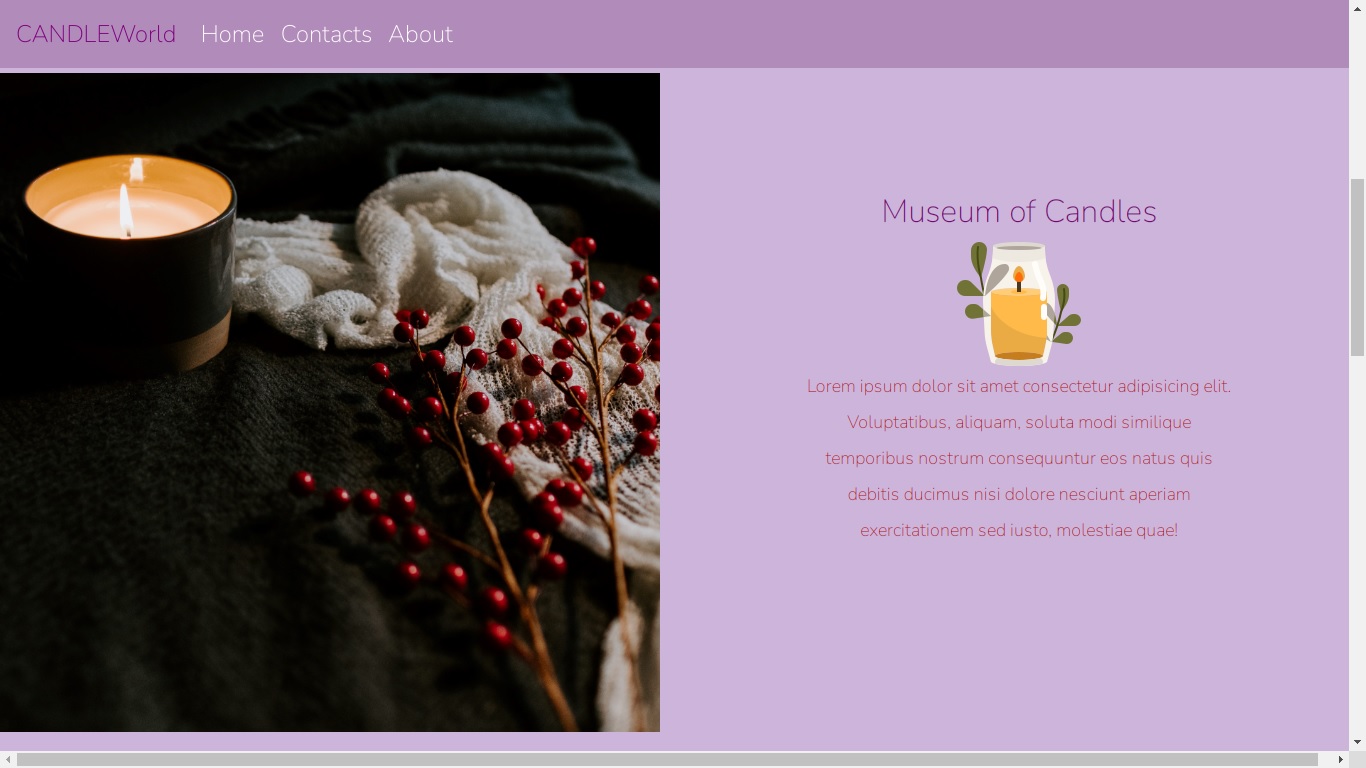 CANDLEWorld Home Contacts About
Museum of Candles
Lorem ipsum dolor sit amet consectetur adipisicing elit.
Voluptatibus, aliquam, soluta modi similique
temporibus nostrum consequuntur eos natus quis
debitis ducimus nisi dolore nesciunt aperiam
exercitationem sed iusto, molestiae quae!